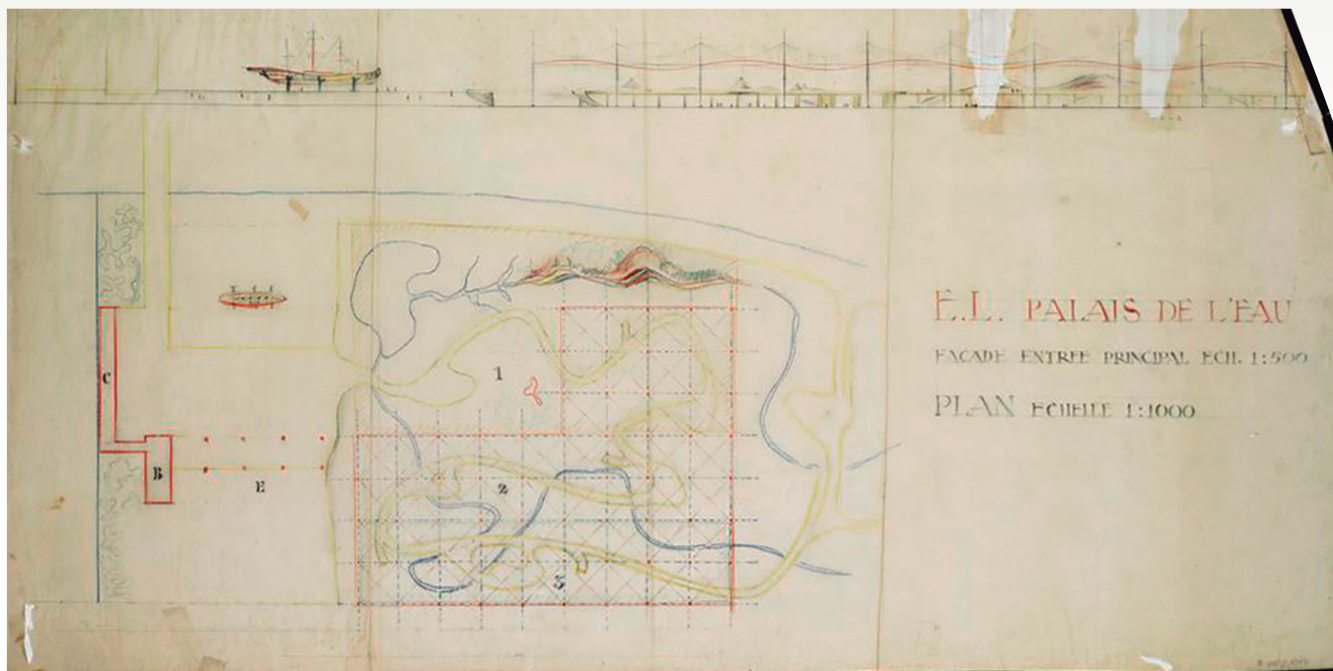 E.L. PALAIS DE L'EAU
FACADE ENTREE PRINCIPAL ECH. 1:500
PLAN ECHELLE 1:1000
1
C
B
E
2
3